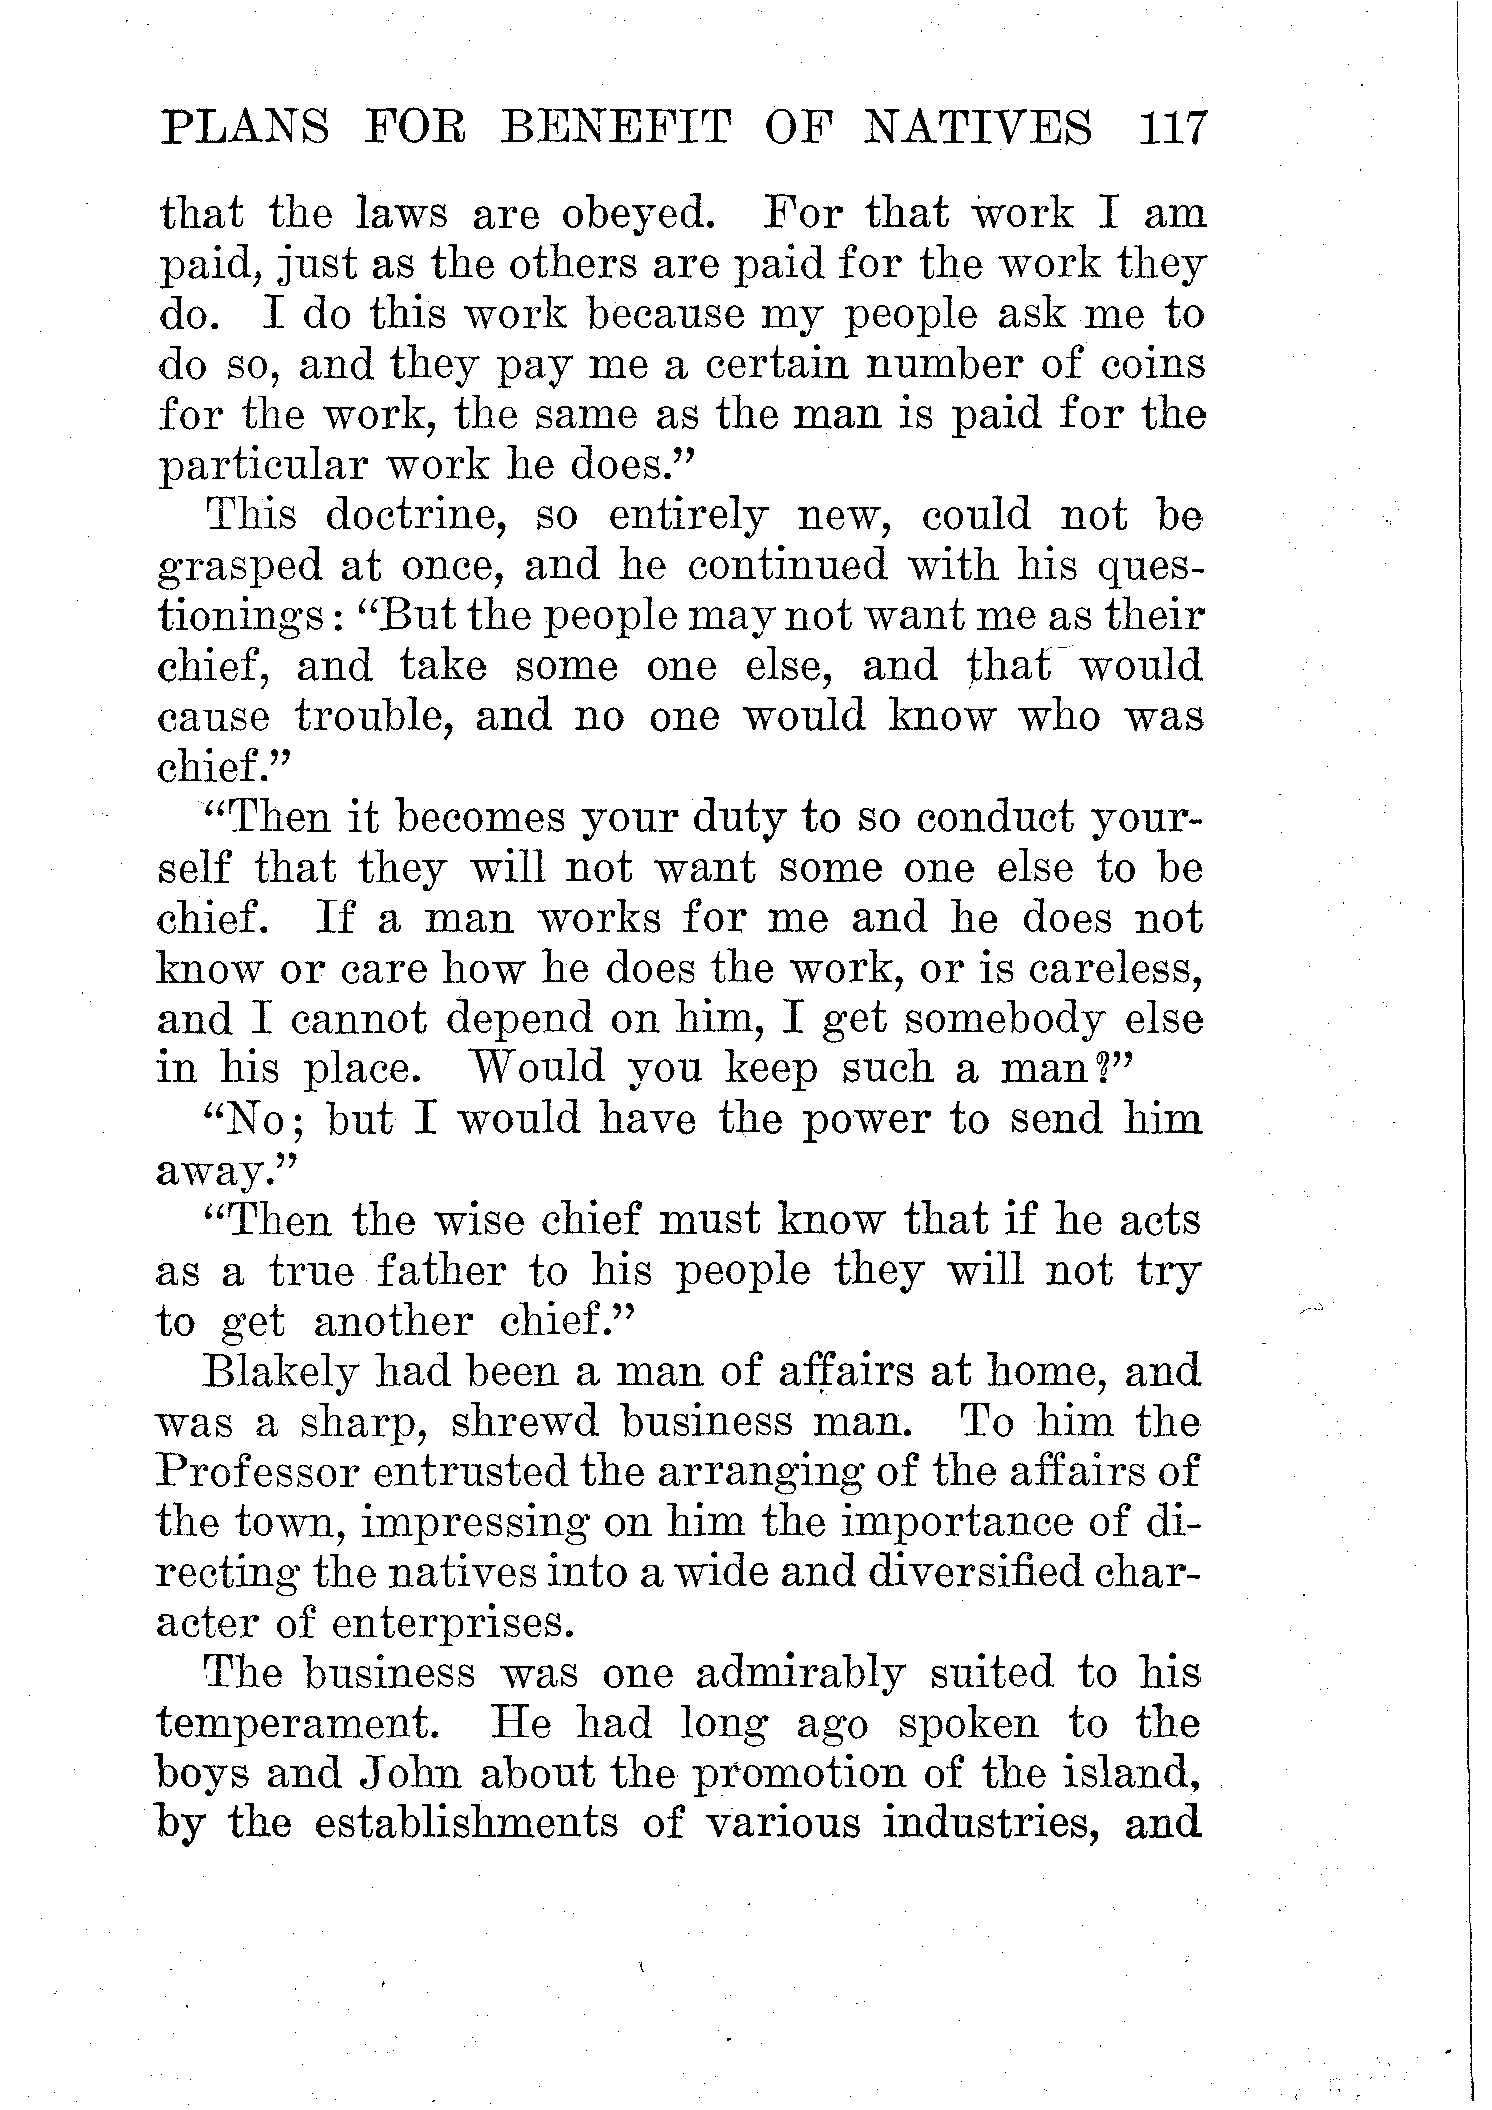 PLANS FOR BENEFIT OF NATIVES 117
that the laws are obeyed. For that work I am
paid, just as the others are paid for the work they
do. I do this work because my people ask me to
do so, and they pay me a certain number of coins
for the work, the same as the man is paid for the
particular work he does."
This doctrine, so entirely new, could not be
grasped at once, and he continued with his ques-
tionings: "But the people may not want me as their
chief, and take some one else, and that would
cause trouble, and no one would know who was
chief."
"Then it becomes your duty to so conduct your-
self that they will not want some one else to be
chief. If a man works for me and he does not
know or care how he does the work, or is careless,
and I cannot depend on him, I get somebody else
in his place. Would you keep such a man?"
"No; but I would have the power to send him
away."
"Then the wise chief must know that if he acts
as a true father to his people they will not try
to get another chief."
Blakely had been a man of affairs at home, and
was a sharp, shrewd business man. To him the
Professor entrusted the arranging of the affairs of
the town, impressing on him the importance of di-
recting the natives into a wide and diversified char-
acter of enterprises.
The business was one admirably suited to his
temperament. He had long ago spoken to the
boys and John about the promotion of the island,
by the establishments of various industries, and